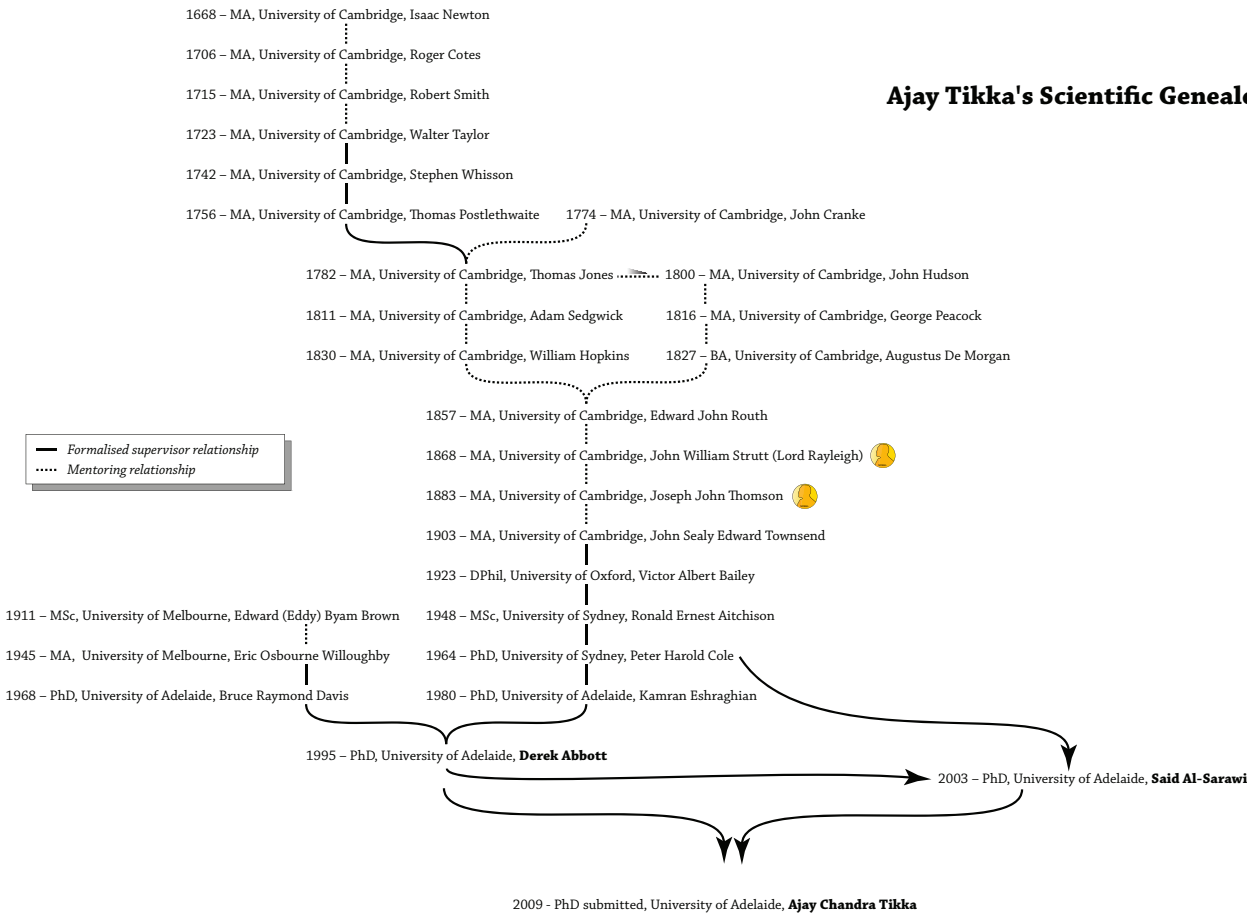 1668 – MA, University of Cambridge, Isaac Newton
1706 – MA, University of Cambridge, Roger Cotes
Ajay Tikka's Scientific Geneal
1715 – MA, University of Cambridge, Robert Smith
1723 – MA, University of Cambridge, Walter Taylor
1742 – MA, University of Cambridge, Stephen Whisson
1756 – MA, University of Cambridge, Thomas Postlethwaite
1774 – MA, University of Cambridge, John Cranke
1782 – MA, University of Cambridge, Thomas Jones
1800 – MA, University of Cambridge, John Hudson
1811 – MA, University of Cambridge, Adam Sedgwick
1816 – MA, University of Cambridge, George Peacock
1830 – MA, University of Cambridge, William Hopkins
1827 – BA, University of Cambridge, Augustus De Morgan
1857 – MA, University of Cambridge, Edward John Routh
Formalised supervisor relationship
Mentoring relationship
1868 – MA, University of Cambridge, John William Strutt (Lord Rayleigh)
1883 – MA, University of Cambridge, Joseph John Thomson
1903 – MA, University of Cambridge, John Sealy Edward Townsend
1923 – DPhil, University of Oxford, Victor Albert Bailey
1911 – MSc, University of Melbourne, Edward (Eddy) Byam Brown
1948 – MSc, University of Sydney, Ronald Ernest Aitchison
1945 – MA, University of Melbourne, Eric Osbourne Willoughby
1964 – PhD, University of Sydney, Peter Harold Cole
1968 – PhD, University of Adelaide, Bruce Raymond Davis
1980 – PhD, University of Adelaide, Kamran Eshraghian
1995 – PhD, University of Adelaide, Derek Abbott
2003 – PhD, University of Adelaide, Said Al-Sarawi
2009 - PhD submitted, University of Adelaide, Ajay Chandra Tikka